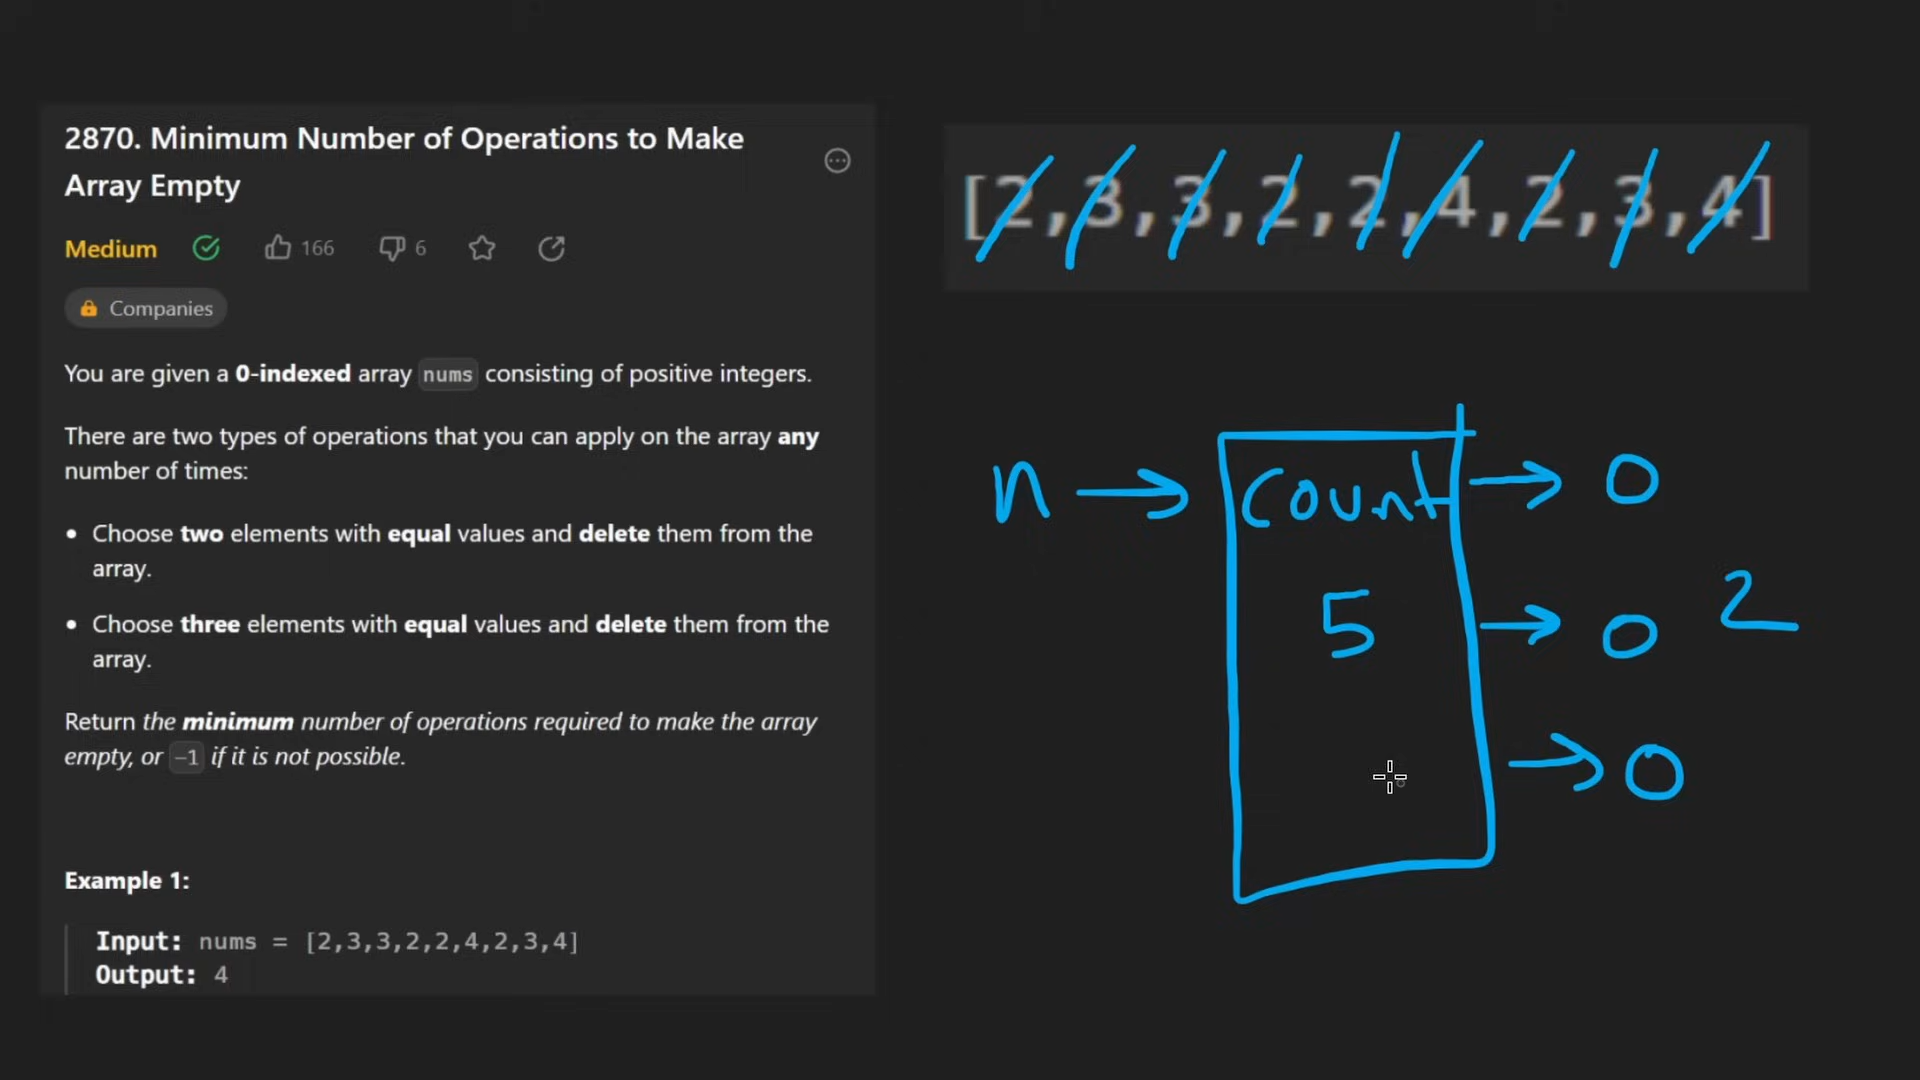 2870. Minimum Number of Operations to Make
Array Empty
Medium 166 6
Companies
You are given a 0-indexed array nums consisting of positive integers.
There are two types of operations that you can apply on the array any
number of times:
• Choose two elements with equal values and delete them from the
array.
• Choose three elements with equal values and delete them from the
array.
Return the minimum number of operations required to make the array
empty, or -1 if it is not possible.
Example 1:
Input: nums = [2,3,3,2,2,4,2,3,4]
Output: 4
[2,3,3,2,2,4,2,3,4]
n → Count → 0
5 → 0 2
→ 0